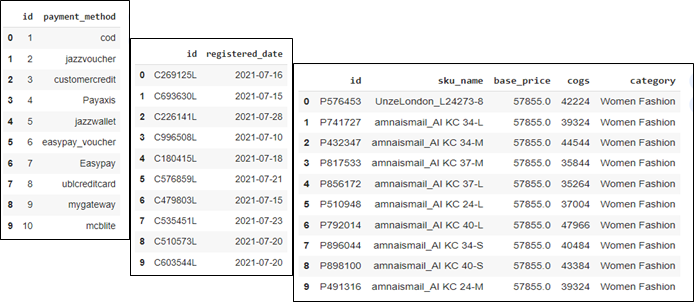 id payment_method
0 1 cod
1 2 jazzvoucher
2 3 customercredit
3 4 Payaxis
4 5 jazzwallet
5 6 easypay_voucher
6 7 Easypay
7 8 ublcreditcard
8 9 mygateway
9 10 mcblite
id registered_date
0 C269125L 2021-07-16
1 C693630L 2021-07-15
2 C226141L 2021-07-28
3 C996508L 2021-07-10
4 C180415L 2021-07-18
5 C576859L 2021-07-21
6 C479803L 2021-07-15
7 C535451L 2021-07-23
8 C510573L 2021-07-20
9 C603544L 2021-07-20
id sku_name base_price cogs category
0 P576453 UnzeLondon_L24273-8 57855.0 42224 Women Fashion
1 P741727 amnaismail_AI KC 34-L 57855.0 39324 Women Fashion
2 P432347 amnaismail_AI KC 34-M 57855.0 44544 Women Fashion
3 P817533 amnaismail_AI KC 37-M 57855.0 35844 Women Fashion
4 P856172 amnaismail_AI KC 37-L 57855.0 35264 Women Fashion
5 P510948 amnaismail_AI KC 24-L 57855.0 37004 Women Fashion
6 P792014 amnaismail_AI KC 40-L 57855.0 47966 Women Fashion
7 P896044 amnaismail_AI KC 34-S 57855.0 40484 Women Fashion
8 P898100 amnaismail_AI KC 40-S 57855.0 43384 Women Fashion
9 P491316 amnaismail_AI KC 24-M 57855.0 39324 Women Fashion